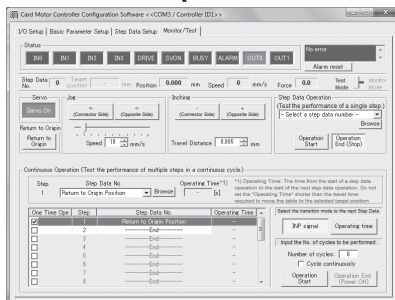 Card Motor Controller Configuration Software <<COM3 / Controller ID1>>
I/O Setup | Basic Parameter Setup | Step Data Setup | Monitor/Test
Status
IN0 IN1 IN2 IN3 DRIVE SVON BUSY ALARM OUT0 OUT1
No error
Alarm reset
Step Data No. 0 Target position - mm Position 0.000 mm Speed 0 mm/s Force 0.0 Test Mode Monitor Mode
Servo
Servo On
Return to Origin
Return to Origin
Jog
<- (Connector Side)
-> (Opposite Side)
Speed 10 mm/s
Inching
- (Connector Side)
+ (Opposite Side)
Travel Distance 0.005 mm
Step Data Operation
(Test the performance of a single step.)
- Select a step data number -
Browse
Operation Start
Operation End (Stop)
Continuous Operation (Test the performance of multiple steps in a continuous cycle.)
Step Step Data No. Operating Time*1)
1 Return to Origin Position Browse - [s]
*1) Operating Time: The time from the start of a step data operation to the start of the next step data operation. Do not set the "Operating Time" shorter than the travel time required to move the table to the selected target position.
One Time Ope Step Step Data No. Operating Time
1 Return to Origin Position -
2 --------End-------- -
3 --------End-------- -
4 --------End-------- -
5 --------End-------- -
6 --------End-------- -
7 --------End-------- -
8 --------End-------- -
Select the transition mode to the next Step Data.
INP signal Operating time
Input the No. of cycles to be performed.
Number of cycles: 0
Cycle continuously
Operation Start
Operation End (Power Off)